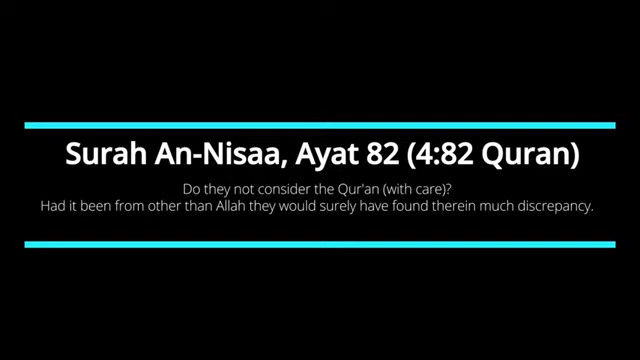 Surah An-Nisaa, Ayat 82 (4:82 Quran)
Do they not consider the Qur'an (with care)?
Had it been from other than Allah they would surely have found therein much discrepancy.